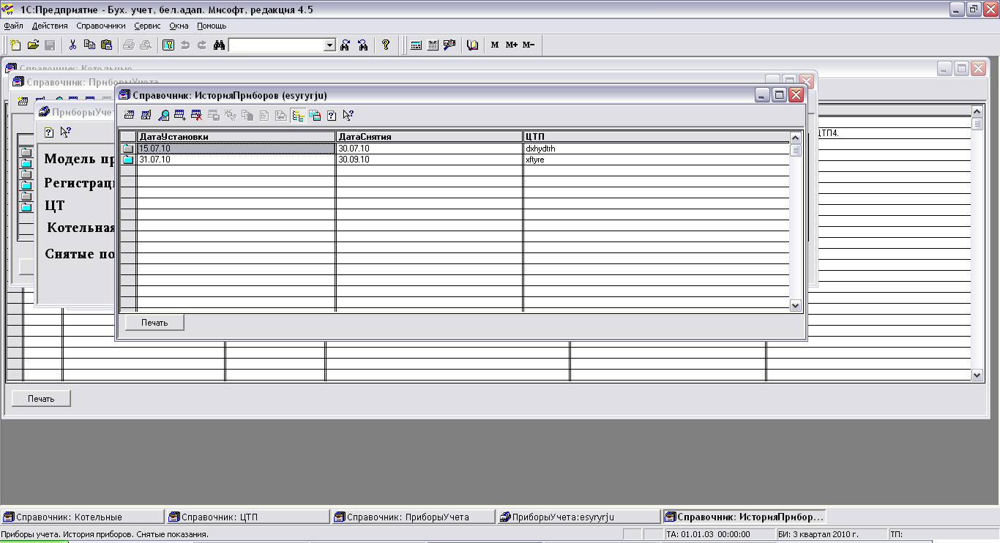 1С:Предприятие - Бух. учет, бел.адап. Мисофт, редакция 4.5
Файл Действия Справочники Сервис Окна Помощь
M M+ M-
Справочник: Котельные
Справочник: ПриборыУчета
Справочник: ИсторияПриборов (esyryrju)
ПриборыУчет
ДатаУстановки ДатаСнятия ЦТП
15.07.10 30.07.10 dxhydtrh
31.07.10 30.09.10 xftyre
ЦТП4.
Модель пр
Регистрац
ЦТ
Котельная
Снятые по
Печать
Печать
Справочник: Котельные Справочник: ЦТП Справочник: ПриборыУчета ПриборыУчета:esyryrju Справочник: ИсторияПрибор...
Приборы учета. История приборов. Снятые показания. ТА: 01.01.03 00:00:00 БИ: 3 квартал 2010 г. ТП: